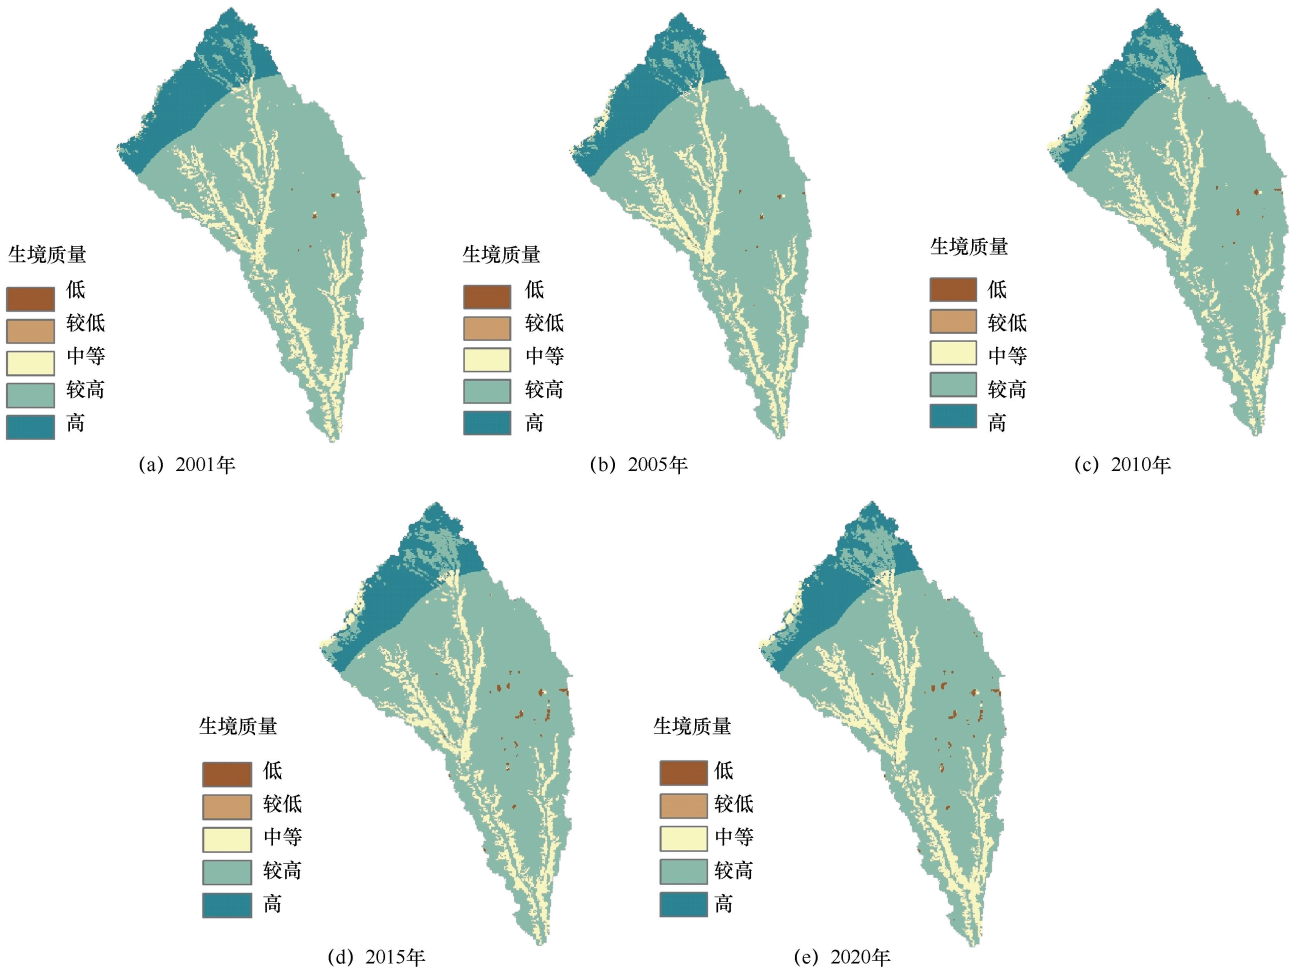 生境质量
低
较低
中等
较高
高
(a) 2001年
生境质量
低
较低
中等
较高
高
(b) 2005年
生境质量
低
较低
中等
较高
高
(c) 2010年
生境质量
低
较低
中等
较高
高
(d) 2015年
生境质量
低
较低
中等
较高
高
(e) 2020年